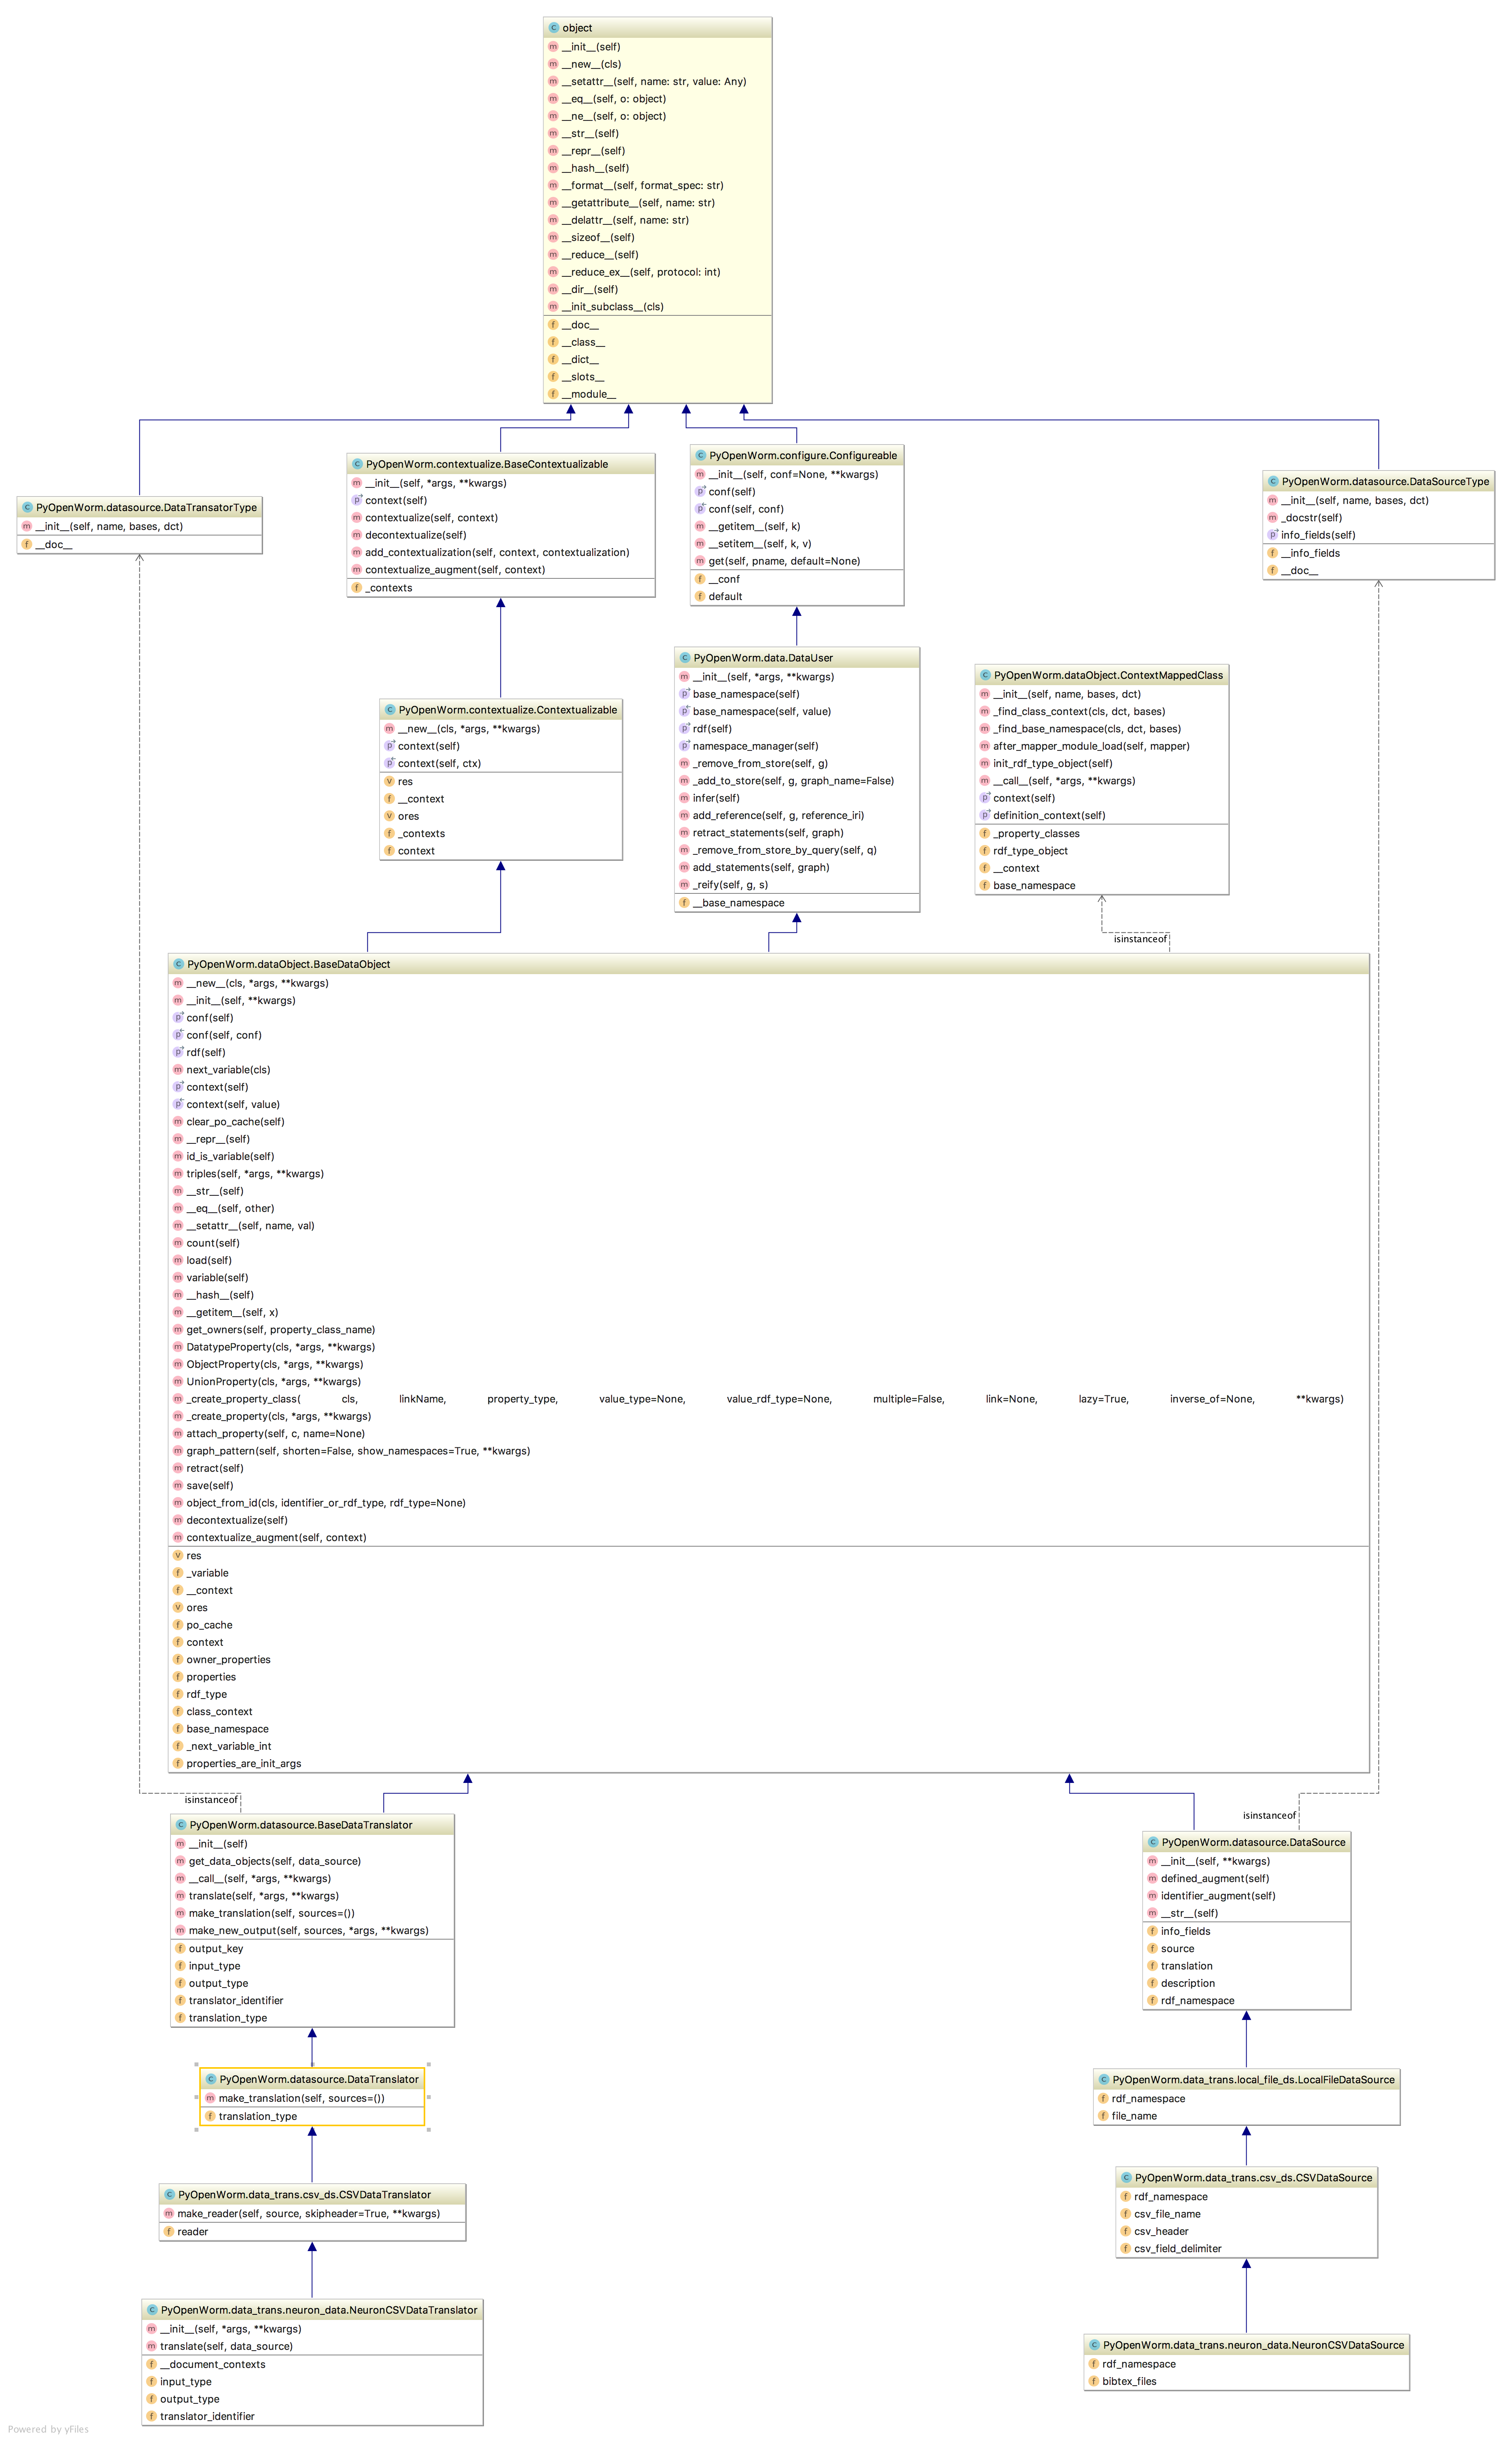 object
__init__(self)
__new__(cls)
__setattr__(self, name: str, value: Any)
__eq__(self, o: object)
__ne__(self, o: object)
__str__(self)
__repr__(self)
__hash__(self)
__format__(self, format_spec: str)
__getattribute__(self, name: str)
__delattr__(self, name: str)
__sizeof__(self)
__reduce__(self)
__reduce_ex__(self, protocol: int)
__dir__(self)
__init_subclass__(cls)
__doc__
__class__
__dict__
__slots__
__module__
PyOpenWorm.datasource.DataTransatorType
__init__(self, name, bases, dct)
__doc__
PyOpenWorm.contextualize.BaseContextualizable
__init__(self, *args, **kwargs)
context(self)
contextualize(self, context)
decontextualize(self)
add_contextualization(self, context, contextualization)
contextualize_augment(self, context)
_contexts
PyOpenWorm.configure.Configureable
__init__(self, conf=None, **kwargs)
conf(self)
conf(self, conf)
__getitem__(self, k)
__setitem__(self, k, v)
get(self, pname, default=None)
__conf
default
PyOpenWorm.datasource.DataSourceType
__init__(self, name, bases, dct)
_docstr(self)
info_fields(self)
__info_fields
__doc__
PyOpenWorm.contextualize.Contextualizable
__new__(cls, *args, **kwargs)
context(self)
context(self, ctx)
res
__context
ores
_contexts
context
PyOpenWorm.data.DataUser
__init__(self, *args, **kwargs)
base_namespace(self)
base_namespace(self, value)
rdf(self)
namespace_manager(self)
_remove_from_store(self, g)
_add_to_store(self, g, graph_name=False)
infer(self)
add_reference(self, g, reference_iri)
retract_statements(self, graph)
_remove_from_store_by_query(self, q)
add_statements(self, graph)
_reify(self, g, s)
__base_namespace
PyOpenWorm.dataObject.ContextMappedClass
__init__(self, name, bases, dct)
_find_class_context(cls, dct, bases)
_find_base_namespace(cls, dct, bases)
after_mapper_module_load(self, mapper)
init_rdf_type_object(self)
__call__(self, *args, **kwargs)
context(self)
definition_context(self)
_property_classes
rdf_type_object
__context
base_namespace
isinstanceof
PyOpenWorm.dataObject.BaseDataObject
__new__(cls, *args, **kwargs)
__init__(self, **kwargs)
conf(self)
conf(self, conf)
rdf(self)
next_variable(cls)
context(self)
context(self, value)
clear_po_cache(self)
__repr__(self)
id_is_variable(self)
triples(self, *args, **kwargs)
__str__(self)
__eq__(self, other)
__setattr__(self, name, val)
count(self)
load(self)
variable(self)
__hash__(self)
__getitem__(self, x)
get_owners(self, property_class_name)
DatatypeProperty(cls, *args, **kwargs)
ObjectProperty(cls, *args, **kwargs)
UnionProperty(cls, *args, **kwargs)
_create_property_class( cls, linkName, property_type, value_type=None, value_rdf_type=None, multiple=False, link=None, lazy=True, inverse_of=None, **kwargs)
_create_property(cls, *args, **kwargs)
attach_property(self, c, name=None)
graph_pattern(self, shorten=False, show_namespaces=True, **kwargs)
retract(self)
save(self)
object_from_id(cls, identifier_or_rdf_type, rdf_type=None)
decontextualize(self)
contextualize_augment(self, context)
res
_variable
__context
ores
po_cache
context
owner_properties
properties
rdf_type
class_context
base_namespace
_next_variable_int
properties_are_init_args
isinstanceof
isinstanceof
PyOpenWorm.datasource.BaseDataTranslator
__init__(self)
get_data_objects(self, data_source)
__call__(self, *args, **kwargs)
translate(self, *args, **kwargs)
make_translation(self, sources=())
make_new_output(self, sources, *args, **kwargs)
output_key
input_type
output_type
translator_identifier
translation_type
PyOpenWorm.datasource.DataSource
__init__(self, **kwargs)
defined_augment(self)
identifier_augment(self)
__str__(self)
info_fields
source
translation
description
rdf_namespace
PyOpenWorm.datasource.DataTranslator
make_translation(self, sources=())
translation_type
PyOpenWorm.data_trans.local_file_ds.LocalFileDataSource
rdf_namespace
file_name
PyOpenWorm.data_trans.csv_ds.CSVDataTranslator
make_reader(self, source, skipheader=True, **kwargs)
reader
PyOpenWorm.data_trans.csv_ds.CSVDataSource
rdf_namespace
csv_file_name
csv_header
csv_field_delimiter
PyOpenWorm.data_trans.neuron_data.NeuronCSVDataTranslator
__init__(self, *args, **kwargs)
translate(self, data_source)
__document_contexts
input_type
output_type
translator_identifier
PyOpenWorm.data_trans.neuron_data.NeuronCSVDataSource
rdf_namespace
bibtex_files
Powered by yFiles